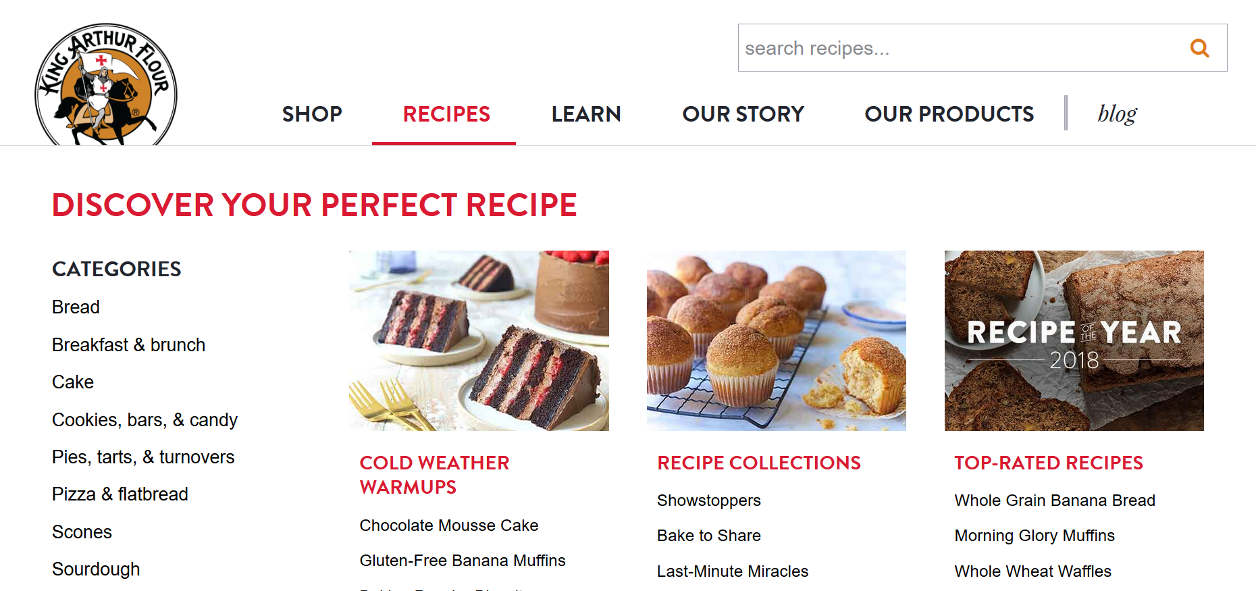 KING ARTHUR FLOUR
search recipes...
SHOP
RECIPES
LEARN
OUR STORY
OUR PRODUCTS
blog
DISCOVER YOUR PERFECT RECIPE
CATEGORIES
Bread
Breakfast & brunch
Cake
Cookies, bars, & candy
Pies, tarts, & turnovers
Pizza & flatbread
Scones
Sourdough
COLD WEATHER
WARMUPS
Chocolate Mousse Cake
Gluten-Free Banana Muffins
RECIPE COLLECTIONS
Showstoppers
Bake to Share
Last-Minute Miracles
RECIPE OF THE YEAR
2018
TOP-RATED RECIPES
Whole Grain Banana Bread
Morning Glory Muffins
Whole Wheat Waffles